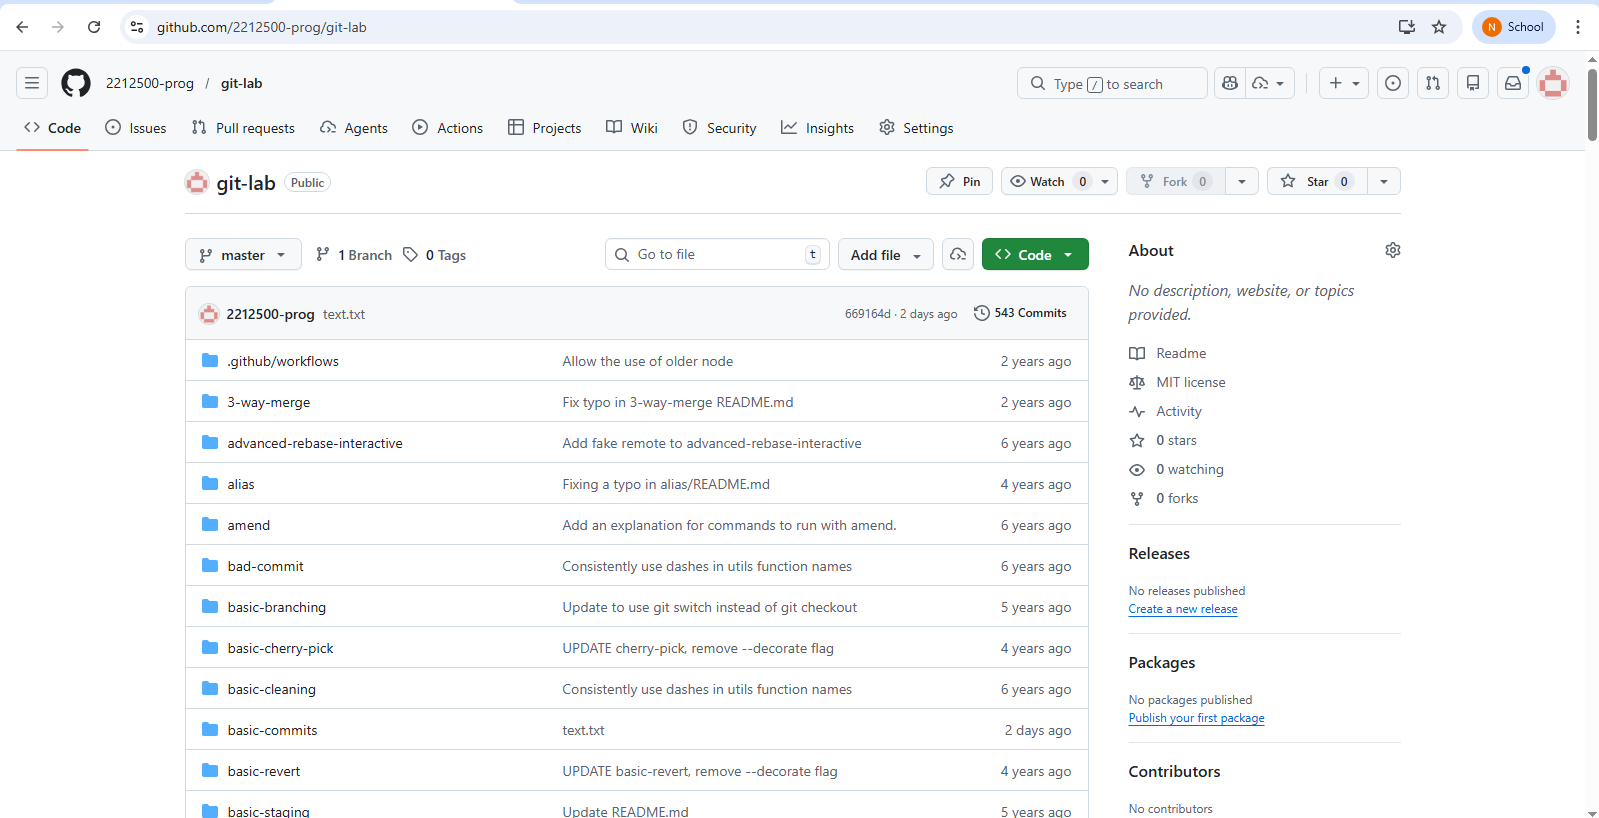 github.com/2212500-prog/git-lab
N School
2212500-prog / git-lab
Type / to search
Code Issues Pull requests Agents Actions Projects Wiki Security Insights Settings
git-lab Public
Pin Watch 0 Fork 0 Star 0
master 1 Branch 0 Tags Go to file t Add file Code
2212500-prog text.txt 669164d · 2 days ago 543 Commits
.github/workflows Allow the use of older node 2 years ago
3-way-merge Fix typo in 3-way-merge README.md 2 years ago
advanced-rebase-interactive Add fake remote to advanced-rebase-interactive 6 years ago
alias Fixing a typo in alias/README.md 4 years ago
amend Add an explanation for commands to run with amend. 6 years ago
bad-commit Consistently use dashes in utils function names 6 years ago
basic-branching Update to use git switch instead of git checkout 5 years ago
basic-cherry-pick UPDATE cherry-pick, remove --decorate flag 4 years ago
basic-cleaning Consistently use dashes in utils function names 6 years ago
basic-commits text.txt 2 days ago
basic-revert UPDATE basic-revert, remove --decorate flag 4 years ago
basic-staging Update README.md 5 years ago
About
No description, website, or topics
provided.
Readme
MIT license
Activity
0 stars
0 watching
0 forks
Releases
No releases published
Create a new release
Packages
No packages published
Publish your first package
Contributors
No contributors